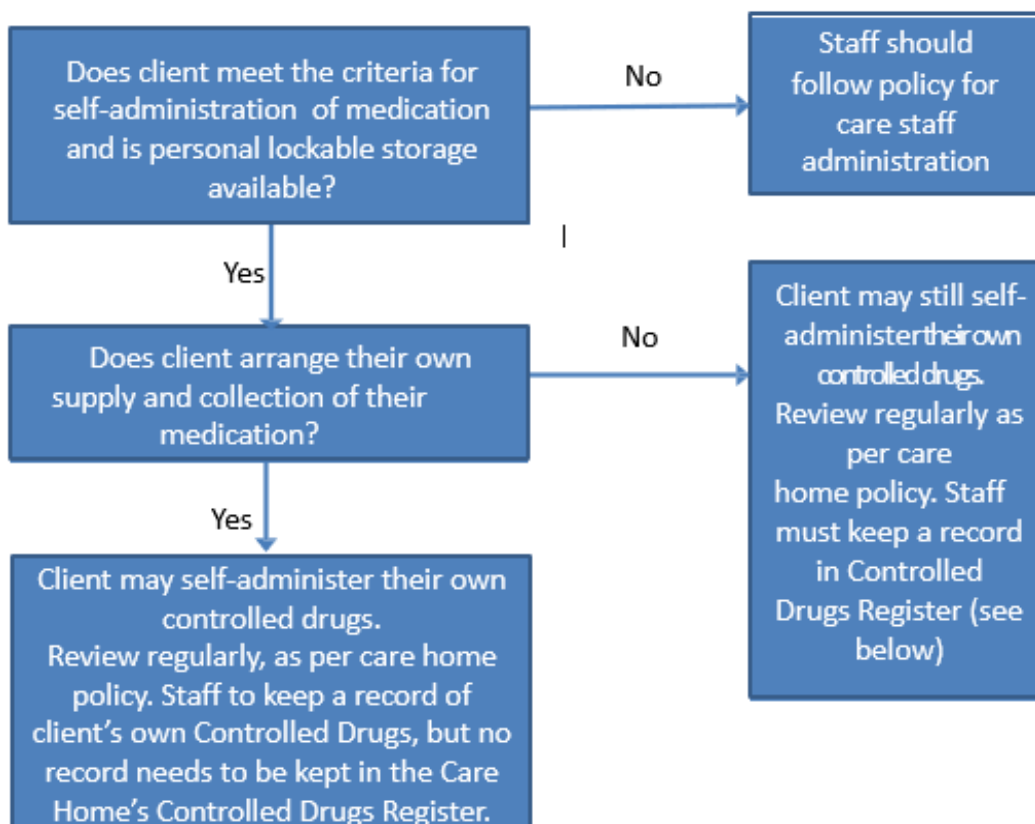 Does client meet the criteria for
self-administration of medication
and is personal lockable storage
available?
No
Staff should
follow policy for
care staff
administration
Yes
Does client arrange their own
supply and collection of their
medication?
No
Client may still self-
administer their own
controlled drugs.
Review regularly as
per care
home policy. Staff
must keep a record
in Controlled
Drugs Register (see
below)
Yes
Client may self-administer their own
controlled drugs.
Review regularly, as per care home
policy. Staff to keep a record of
client’s own Controlled Drugs, but no
record needs to be kept in the Care
Home’s Controlled Drugs Register.